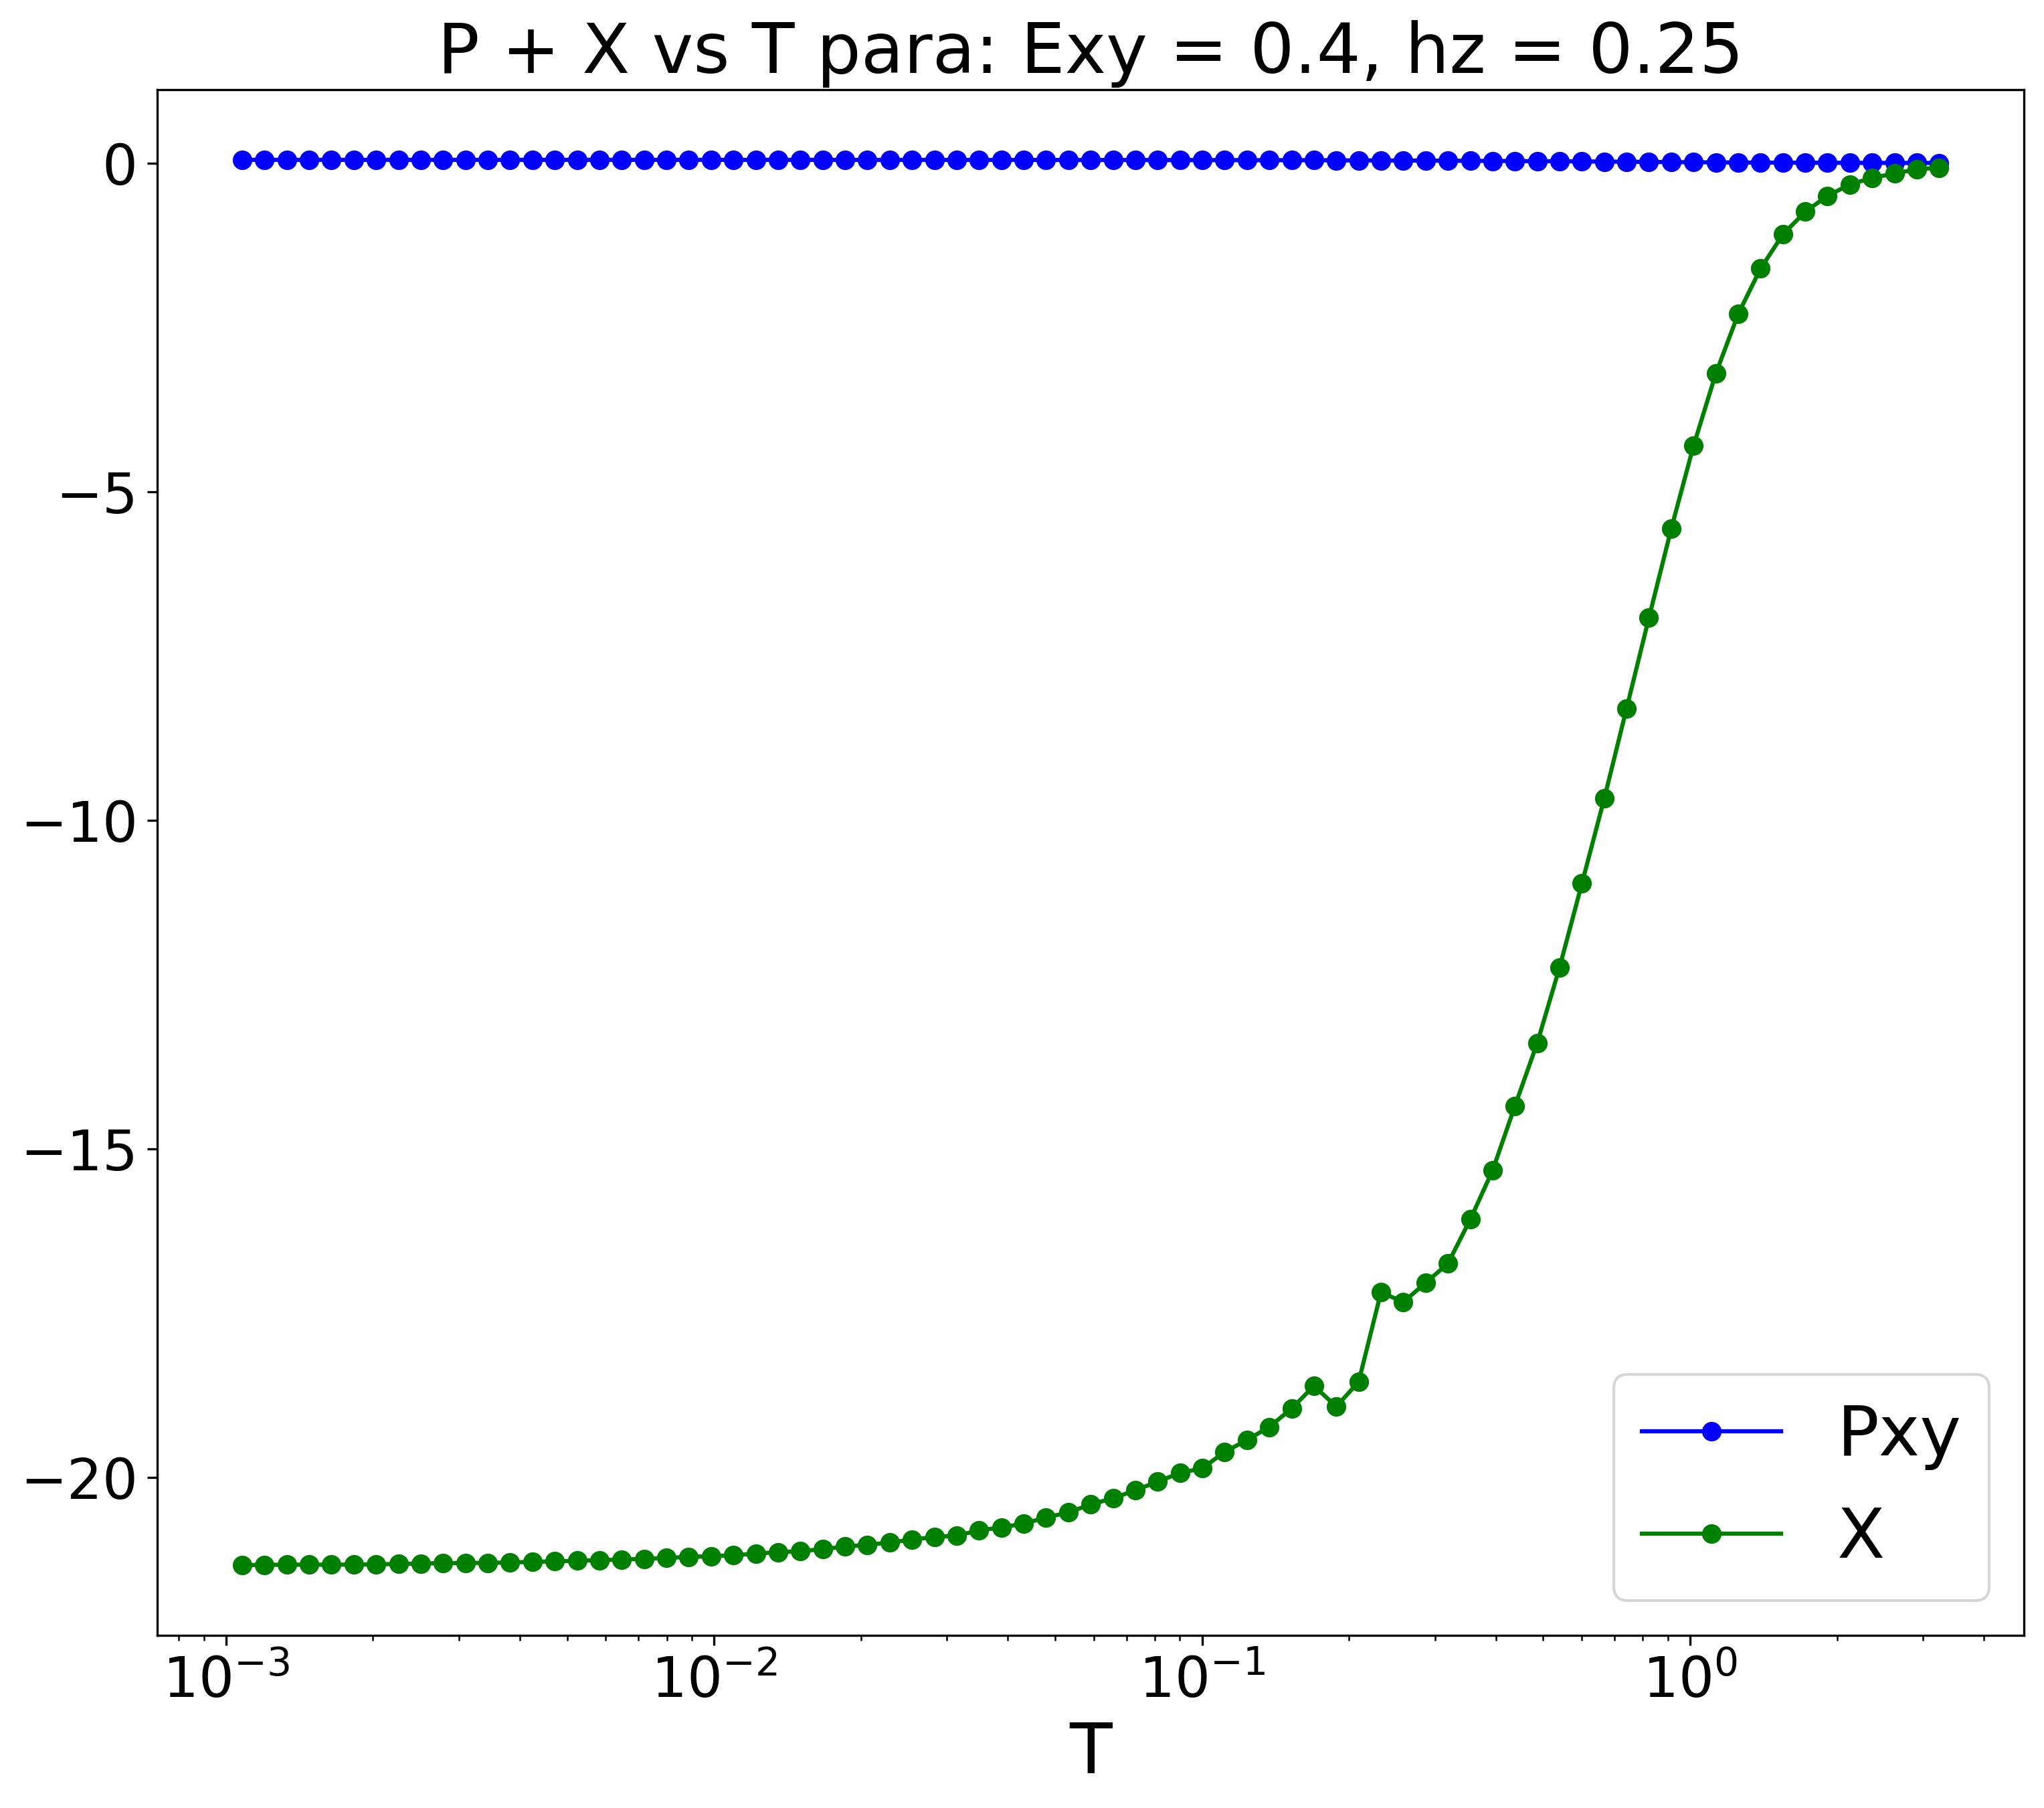 P + X vs T para: Exy = 0.4, hz = 0.25
0
−5
−10
−15
−20
Pxy
X
10⁻³ 10⁻² 10⁻¹ 10⁰
T